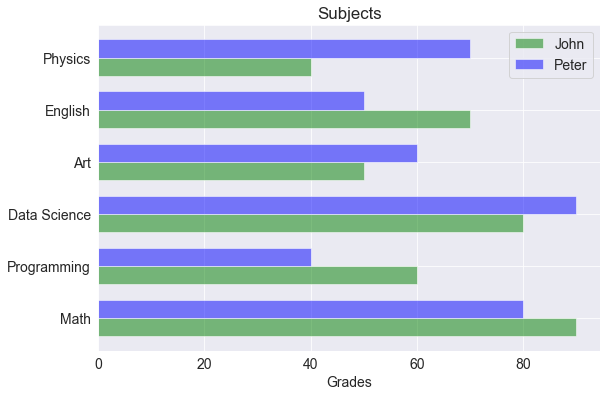 Subjects
John
Peter
Physics
English
Art
Data Science
Programming
Math
0 20 40 60 80
Grades